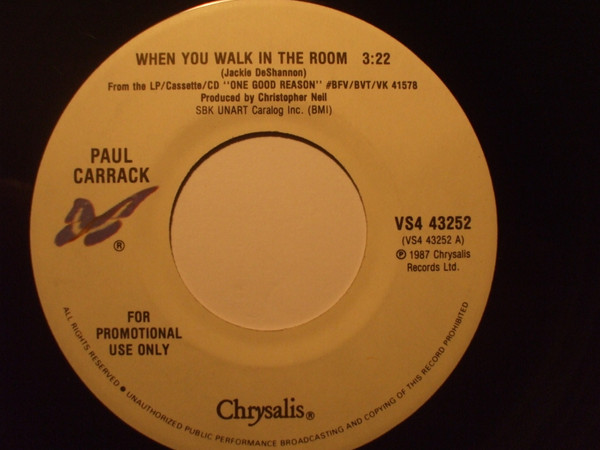 WHEN YOU WALK IN THE ROOM 3:22
(Jackie DeShannon)
From the LP/Cassette/CD "ONE GOOD REASON" #BFV/BVT/VK 41578
Produced by Christopher Neil
SBK UNART Caralog Inc. (BMI)
PAUL
CARRACK
®
VS4 43252
(VS4 43252 A)
℗ 1987 Chrysalis
Records Ltd.
FOR
PROMOTIONAL
USE ONLY
Chrysalis®
ALL RIGHTS RESERVED ● UNAUTHORIZED PUBLIC PERFORMANCE BROADCASTING AND COPYING OF THIS RECORD PROHIBITED